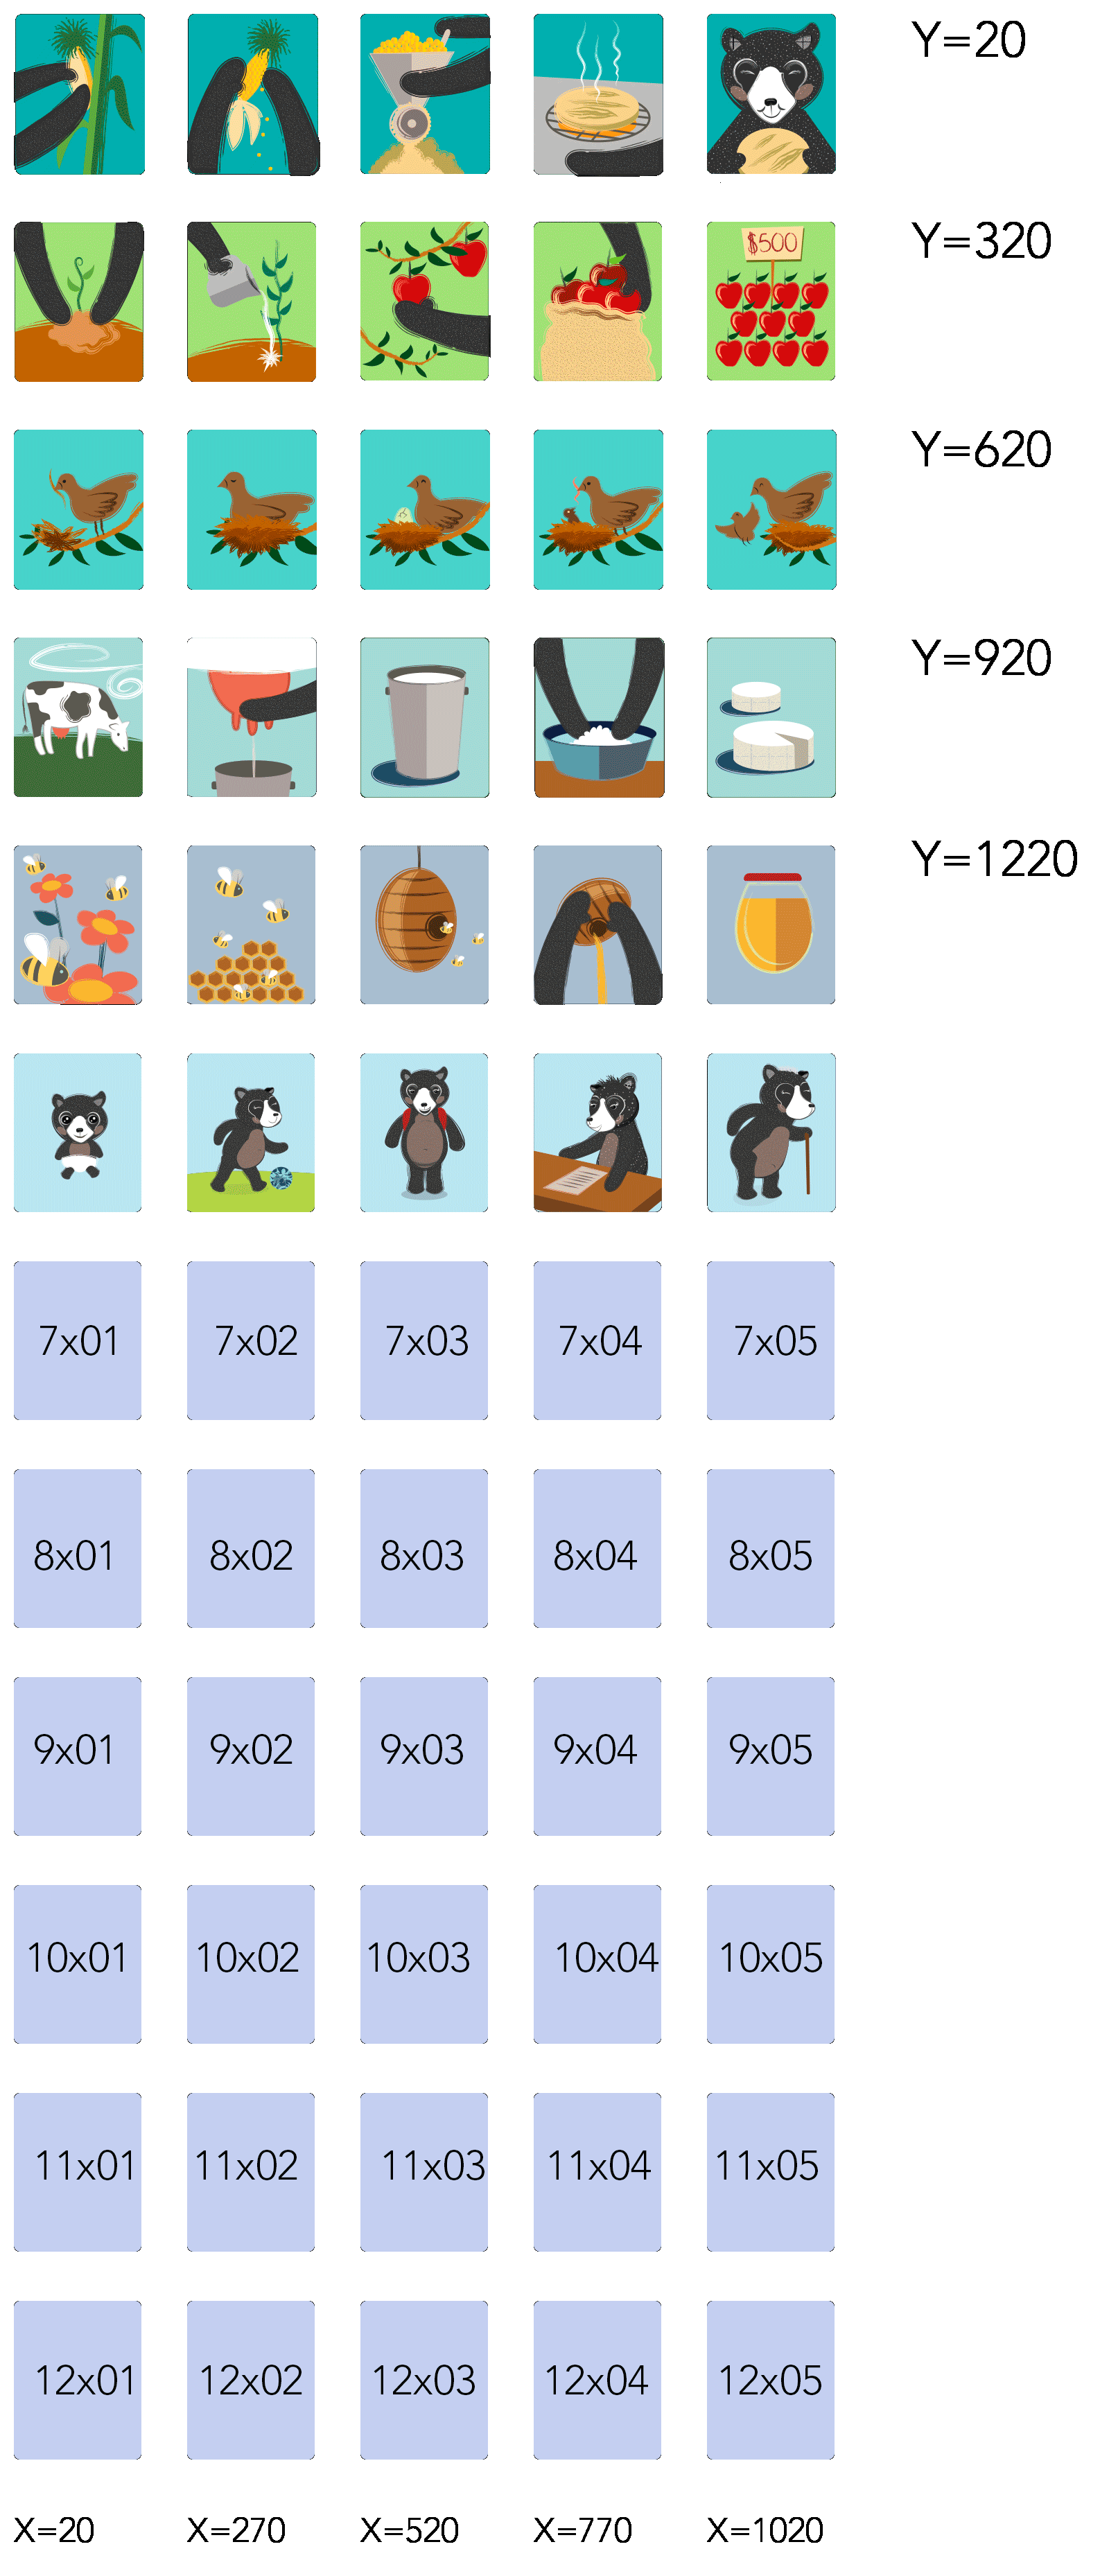 Y=20
$500
Y=320
Y=620
Y=920
Y=1220
7x01 7x02 7x03 7x04 7x05
8x01 8x02 8x03 8x04 8x05
9x01 9x02 9x03 9x04 9x05
10x01 10x02 10x03 10x04 10x05
11x01 11x02 11x03 11x04 11x05
12x01 12x02 12x03 12x04 12x05
X=20 X=270 X=520 X=770 X=1020